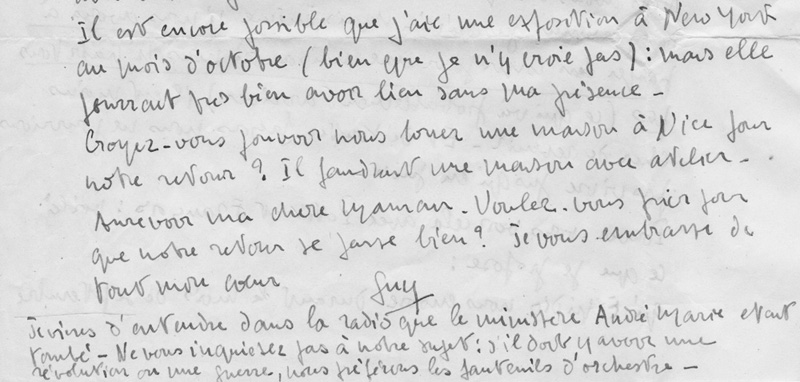 Il est encore possible que j'aie une exposition à New York
au mois d'octobre (bien que je n'y croie pas) : mais elle
pourrait très bien avoir lieu sans ma présence -
Croyez-vous pouvoir nous louer une maison à Nice pour
notre retour ? Il faudrait une maison avec atelier -
Aurevoir ma chère Maman. Voulez-vous prier pour
que notre retour se passe bien ? Je vous embrasse de
tout mon cœur Guy
Je viens d'entendre dans la radio que le ministère André Marie etait
tombé - Ne vous inquiétez pas à notre sujet : s'il doit y avoir une
révolution ou une guerre, nous préférons les fauteuils d'orchestre -